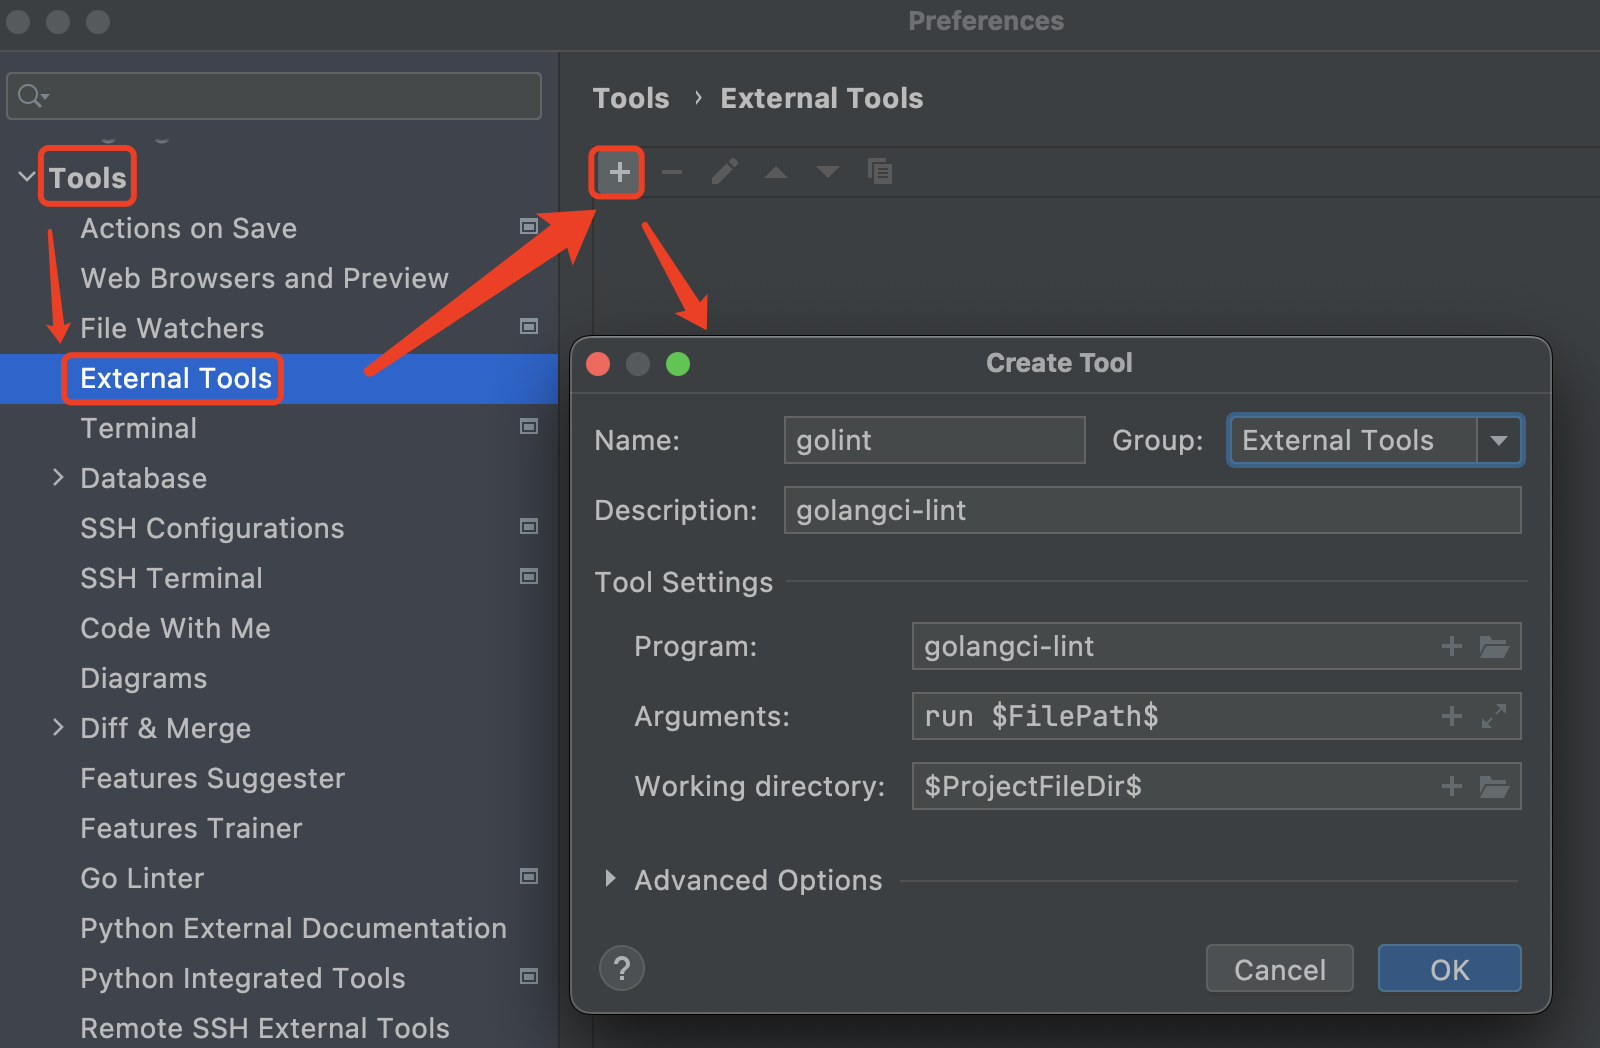 Preferences
Tools › External Tools
Tools
Actions on Save
Web Browsers and Preview
File Watchers
External Tools
Terminal
Database
SSH Configurations
SSH Terminal
Code With Me
Diagrams
Diff & Merge
Features Suggester
Features Trainer
Go Linter
Python External Documentation
Python Integrated Tools
Remote SSH External Tools
Create Tool
Name: golint Group: External Tools
Description: golangci-lint
Tool Settings
Program: golangci-lint
Arguments: run $FilePath$
Working directory: $ProjectFileDir$
Advanced Options
? Cancel OK